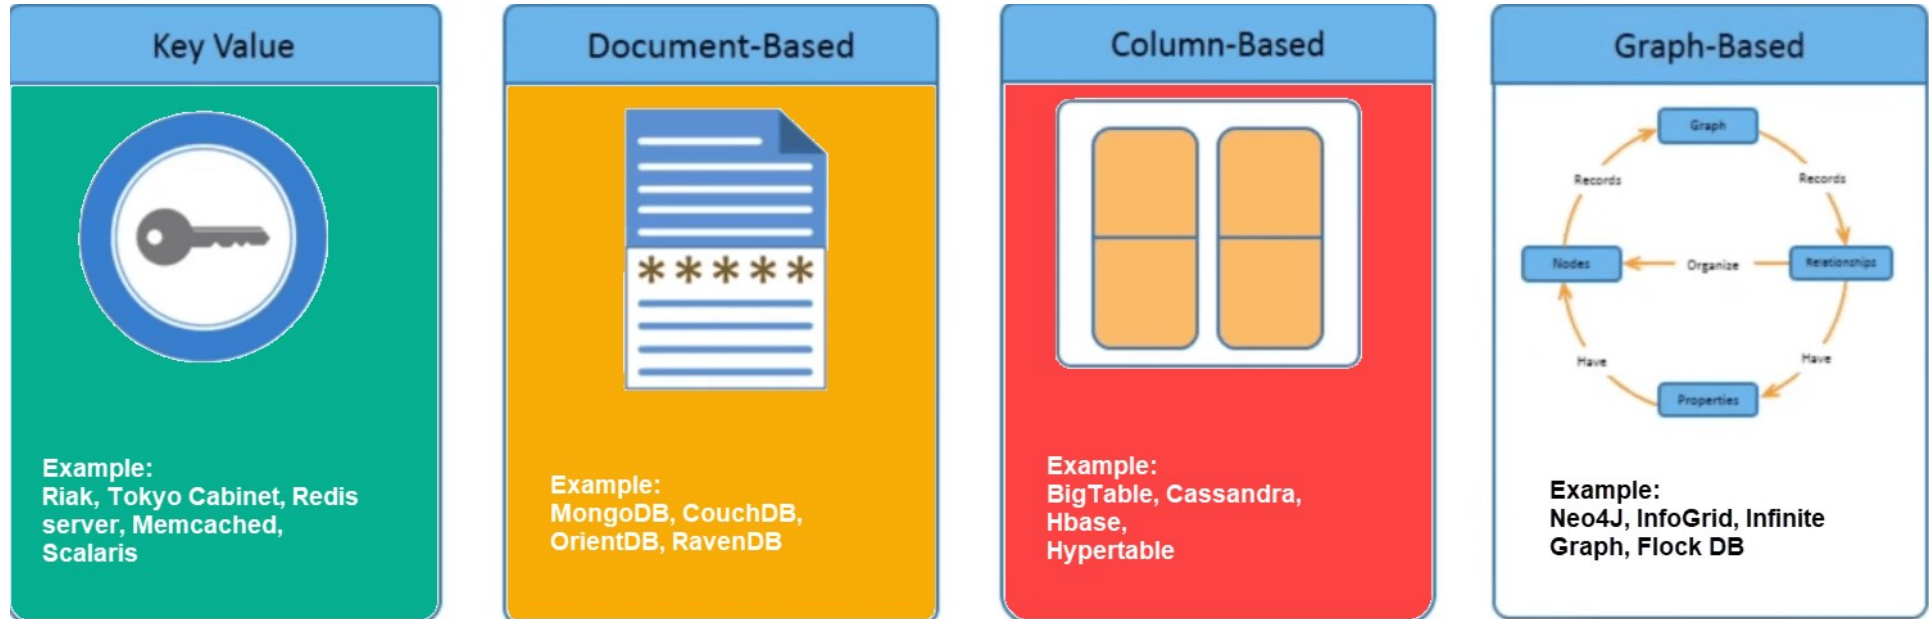 Key Value
Example:
Riak, Tokyo Cabinet, Redis
server, Memcached,
Scalaris
Document-Based
*****
Example:
MongoDB, CouchDB,
OrientDB, RavenDB
Column-Based
Example:
BigTable, Cassandra,
Hbase,
Hypertable
Graph-Based
Graph
Records
Records
Nodes
Organize
Relationships
Have
Have
Properties
Example:
Neo4J, InfoGrid, Infinite
Graph, Flock DB